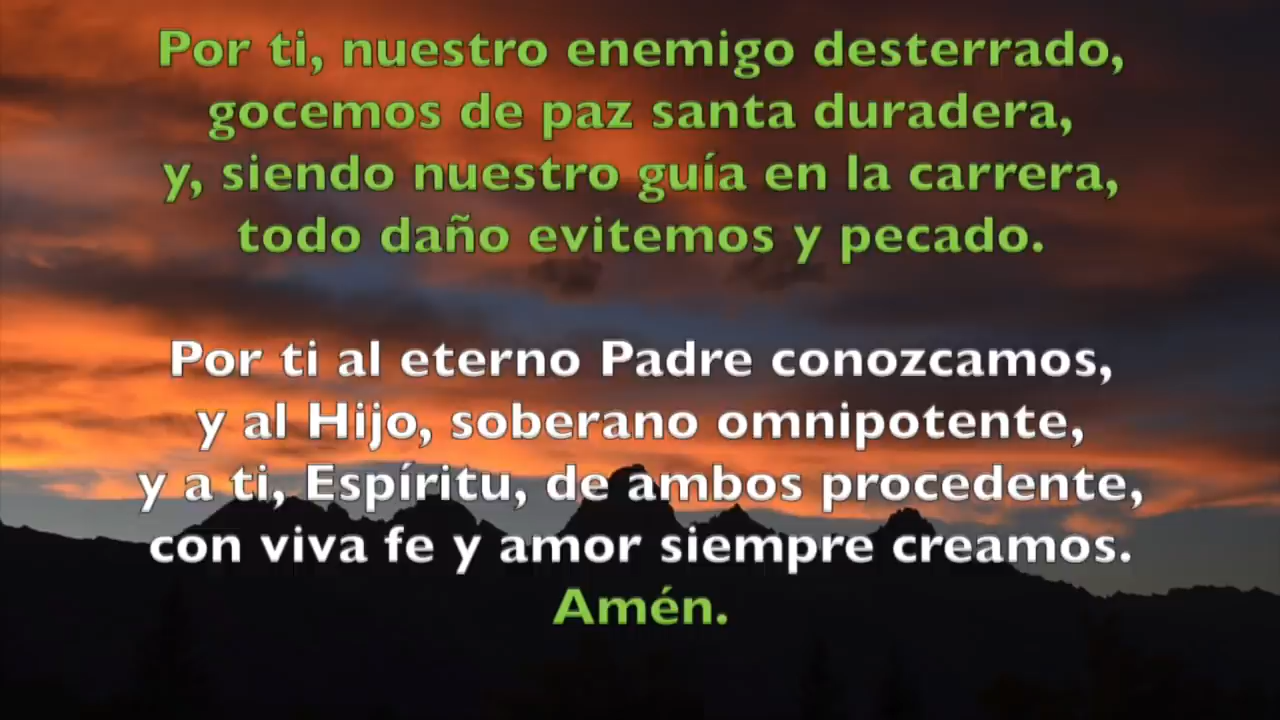 Por ti, nuestro enemigo desterrado,
gocemos de paz santa duradera,
y, siendo nuestro guía en la carrera,
todo daño evitemos y pecado.
Por ti al eterno Padre conozcamos,
y al Hijo, soberano omnipotente,
y a ti, Espíritu, de ambos procedente,
con viva fe y amor siempre creamos.
Amén.